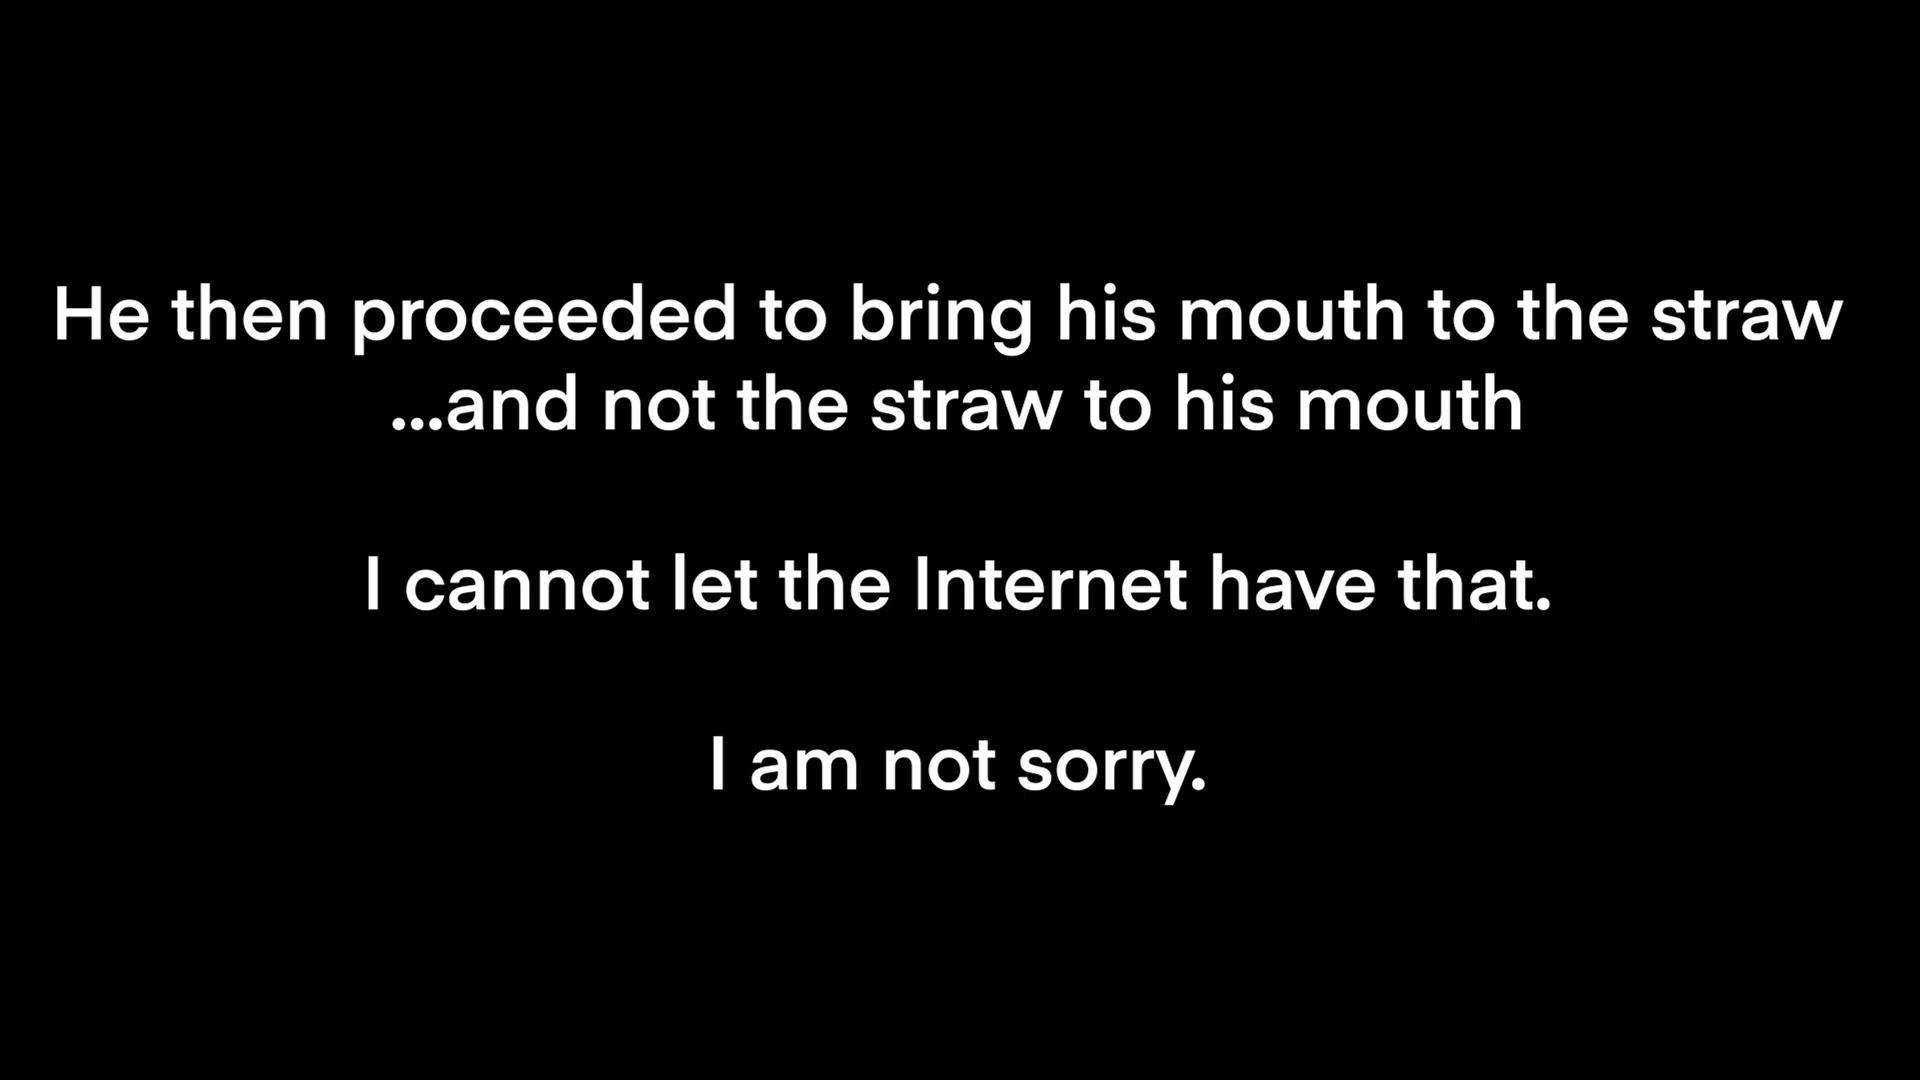 He then proceeded to bring his mouth to the straw
...and not the straw to his mouth
I cannot let the Internet have that.
I am not sorry.